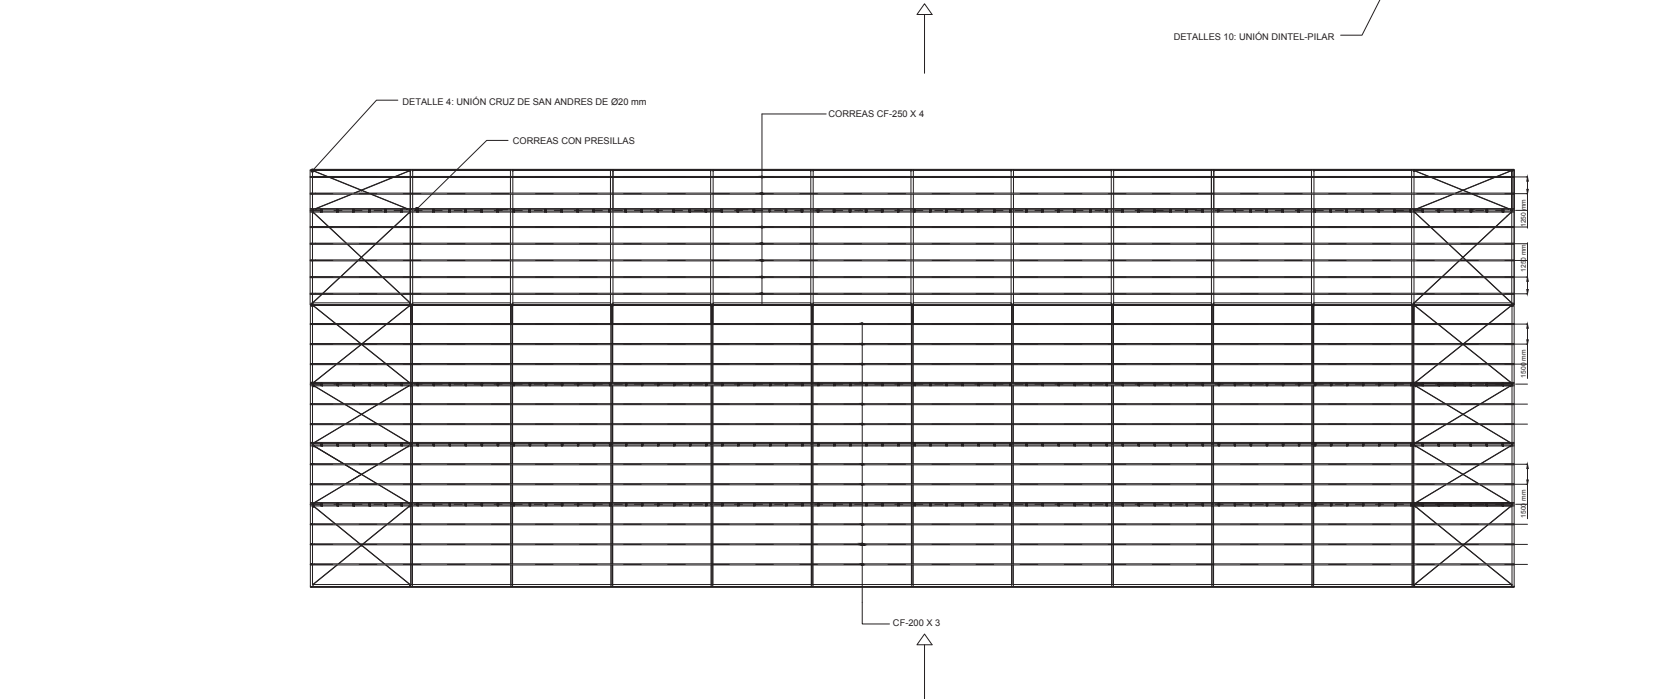 DETALLES 10: UNIÓN DINTEL-PILAR
DETALLE 4: UNIÓN CRUZ DE SAN ANDRES DE Ø20 mm
CORREAS CF-250 X 4
CORREAS CON PRESILLAS
1250 mm
1250 mm
1500 mm
1500 mm
CF-200 X 3